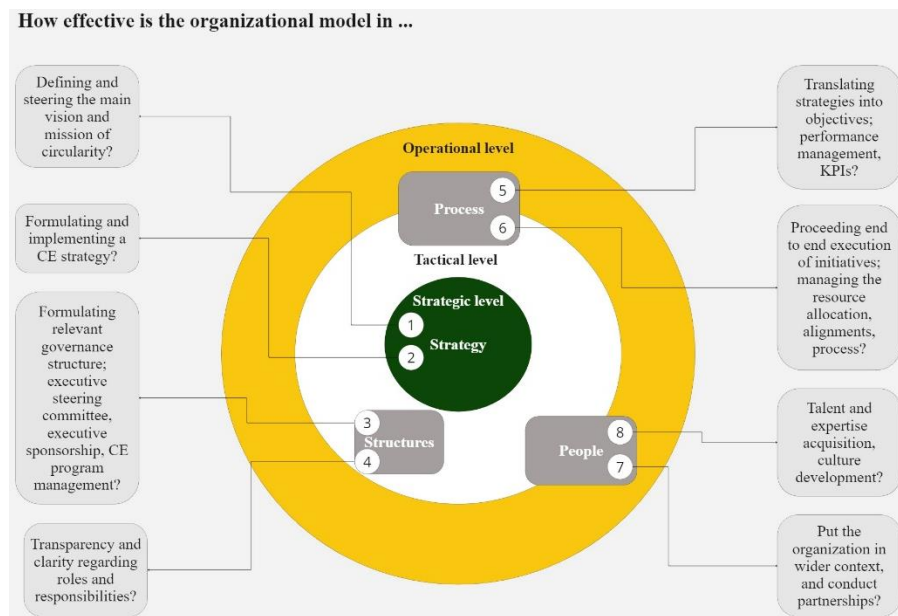 How effective is the organizational model in ...
Defining and
steering the main
vision and
mission of
circularity?
Formulating and
implementing a
CE strategy?
Formulating
relevant
governance
structure;
executive
steering
committee,
executive
sponsorship, CE
program
management?
Transparency and
clarity regarding
roles and
responsibilities?
Operational level
5
Process
6
Tactical level
Strategic level
1
Strategy
2
3
Structures
4
8
People
7
Translating
strategies into
objectives;
performance
management,
KPIs?
Proceeding end
to end execution
of initiatives;
managing the
resource
allocation,
alignments,
process?
Talent and
expertise
acquisition,
culture
development?
Put the
organization in
wider context,
and conduct
partnerships?